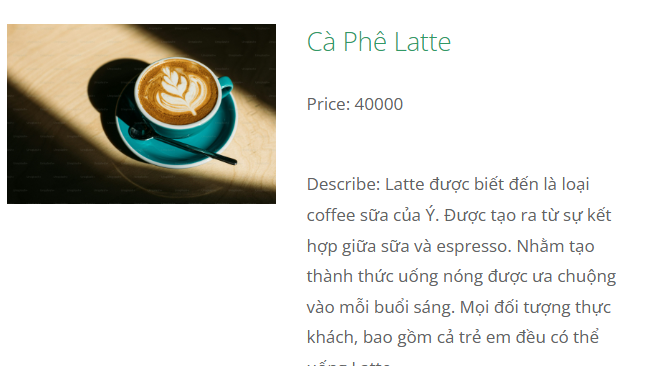 Cà Phê Latte
Price: 40000
Describe: Latte được biết đến là loại
coffee sữa của Ý. Được tạo ra từ sự kết
hợp giữa sữa và espresso. Nhằm tạo
thành thức uống nóng được ưa chuộng
vào mỗi buổi sáng. Mọi đối tượng thực
khách, bao gồm cả trẻ em đều có thể